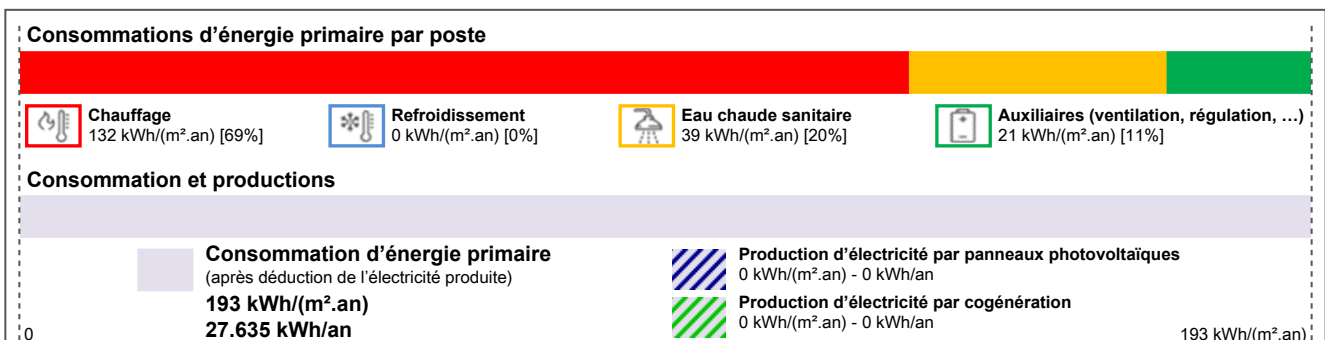 Consommations d’énergie primaire par poste
Chauffage
132 kWh/(m².an) [69%]
Refroidissement
0 kWh/(m².an) [0%]
Eau chaude sanitaire
39 kWh/(m².an) [20%]
Auxiliaires (ventilation, régulation, …)
21 kWh/(m².an) [11%]
Consommation et productions
Consommation d’énergie primaire
(après déduction de l’électricité produite)
193 kWh/(m².an)
27.635 kWh/an
Production d’électricité par panneaux photovoltaïques
0 kWh/(m².an) - 0 kWh/an
Production d’électricité par cogénération
0 kWh/(m².an) - 0 kWh/an
0
193 kWh/(m².an)